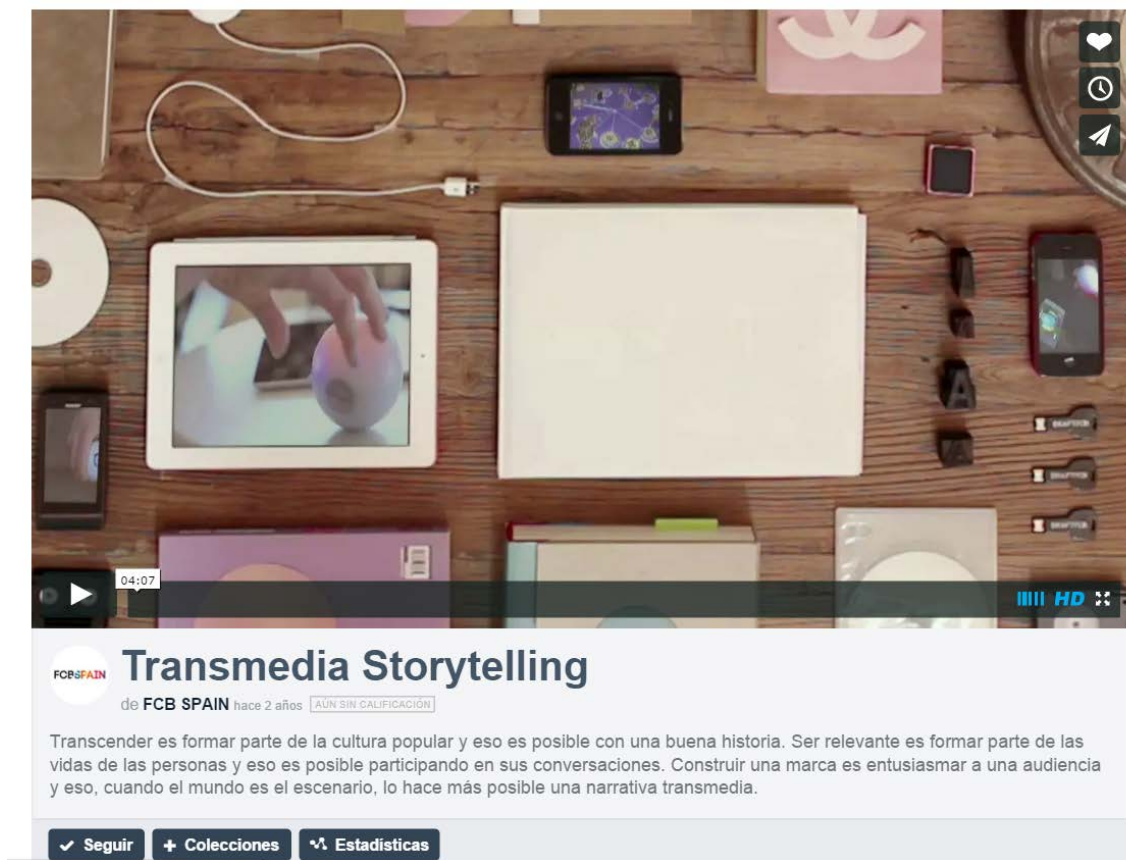 04:07
HD
FCBSPAIN
Transmedia Storytelling
de FCB SPAIN hace 2 años AÚN SIN CALIFICACIÓN
Transcender es formar parte de la cultura popular y eso es posible con una buena historia. Ser relevante es formar parte de las
vidas de las personas y eso es posible participando en sus conversaciones. Construir una marca es entusiasmar a una audiencia
y eso, cuando el mundo es el escenario, lo hace más posible una narrativa transmedia.
Seguir + Colecciones Estadísticas